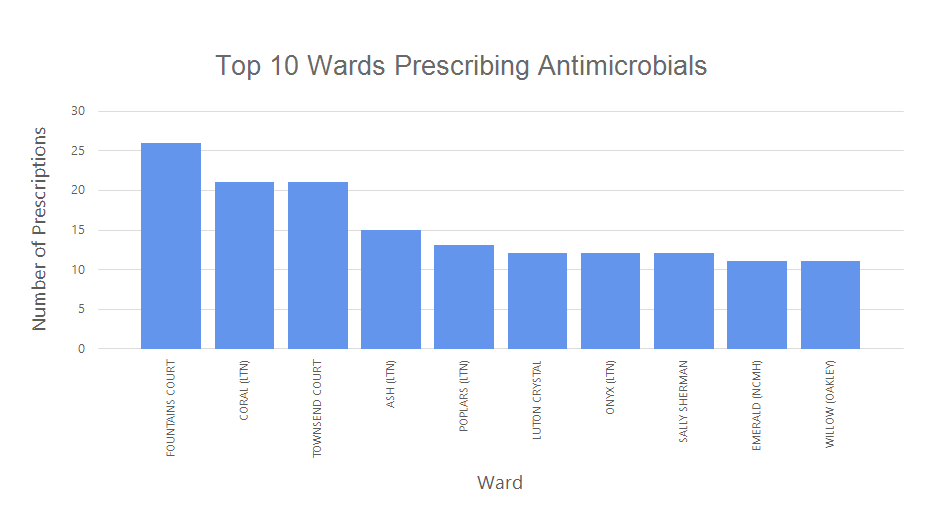 Top 10 Wards Prescribing Antimicrobials
Number of Prescriptions
30
25
20
15
10
5
0
FOUNTAINS COURT
CORAL (LTN)
TOWNSEND COURT
ASH (LTN)
POPLARS (LTN)
LUTON CRYSTAL
ONYX (LTN)
SALLY SHERMAN
EMERALD (NCMH)
WILLOW (OAKLEY)
Ward